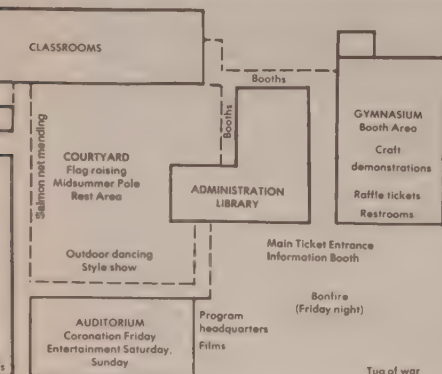 CLASSROOMS
Booths
Booths
Salmon net mending
COURTYARD
Flag raising
Midsummer Pole
Rest Area
ADMINISTRATION
LIBRARY
GYMNASIUM
Booth Area
Craft
demonstrations
Raffle tickets
Restrooms
Outdoor dancing
Style show
Main Ticket Entrance
Information Booth
Bonfire
(Friday night)
AUDITORIUM
Coronation Friday
Entertainment Saturday,
Sunday
Program
headquarters
Films
Tug of war